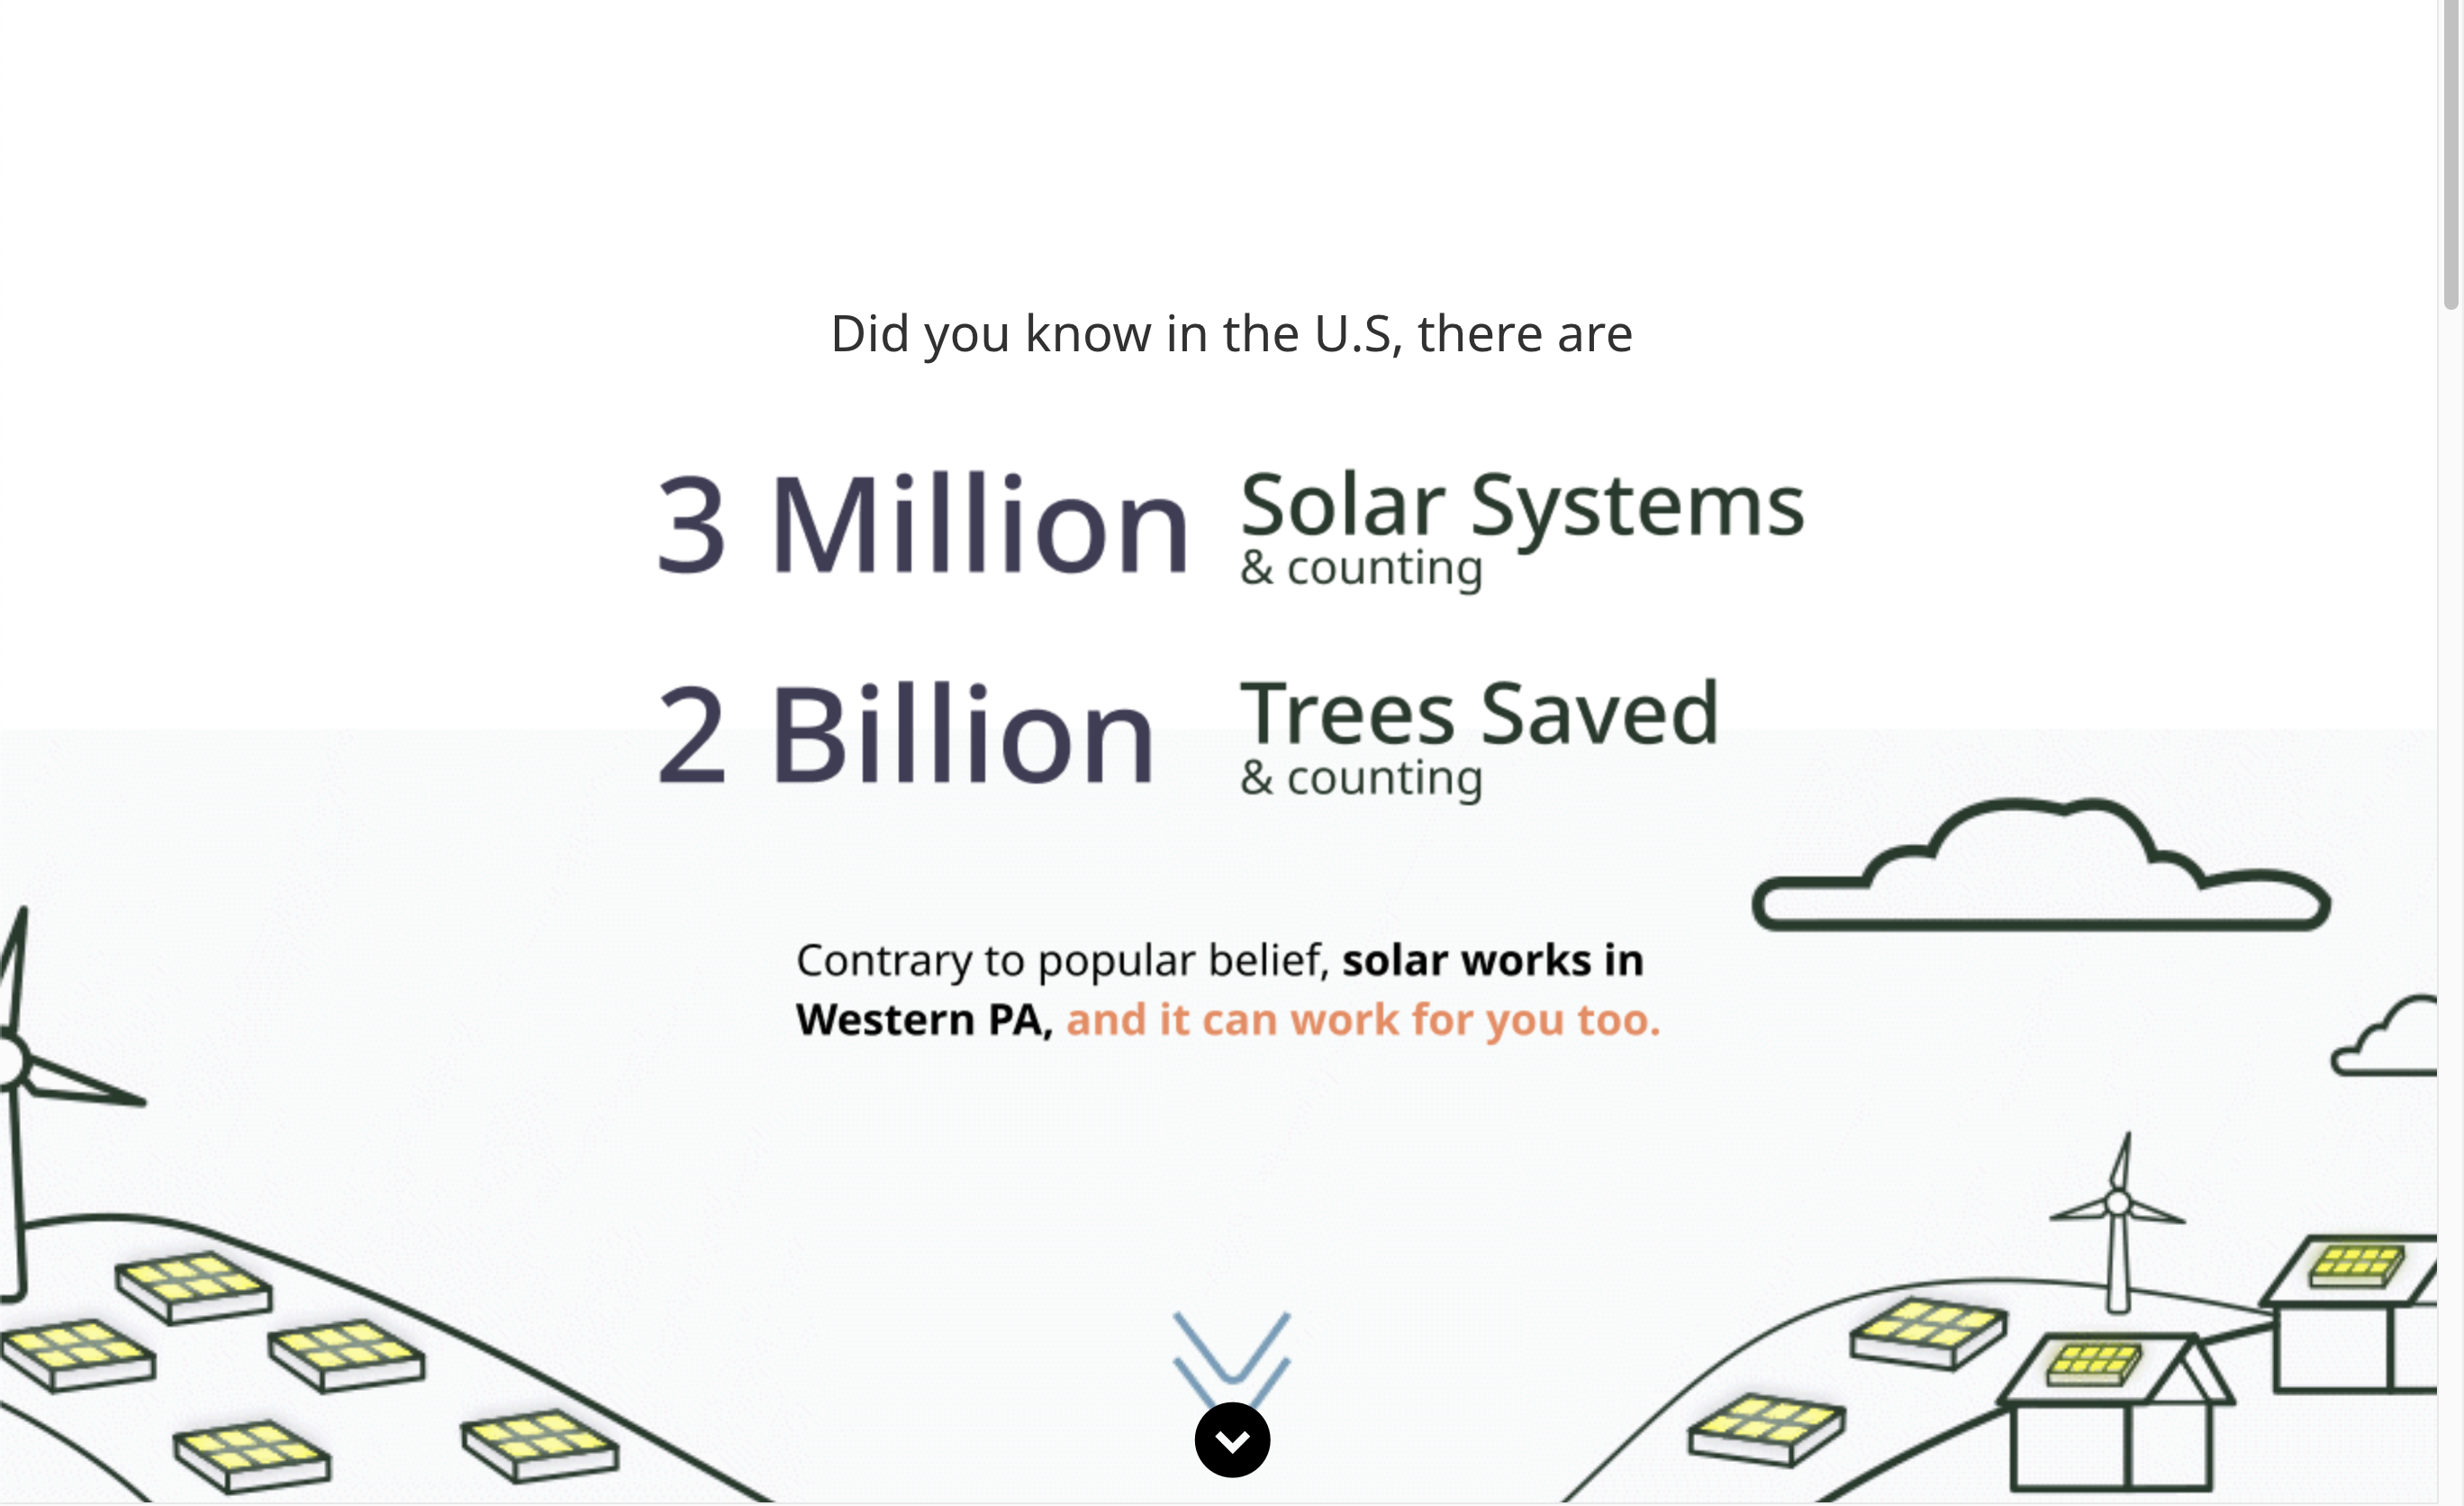 Did you know in the U.S, there are
3 Million Solar Systems
& counting
2 Billion Trees Saved
& counting
Contrary to popular belief, solar works in
Western PA, and it can work for you too.